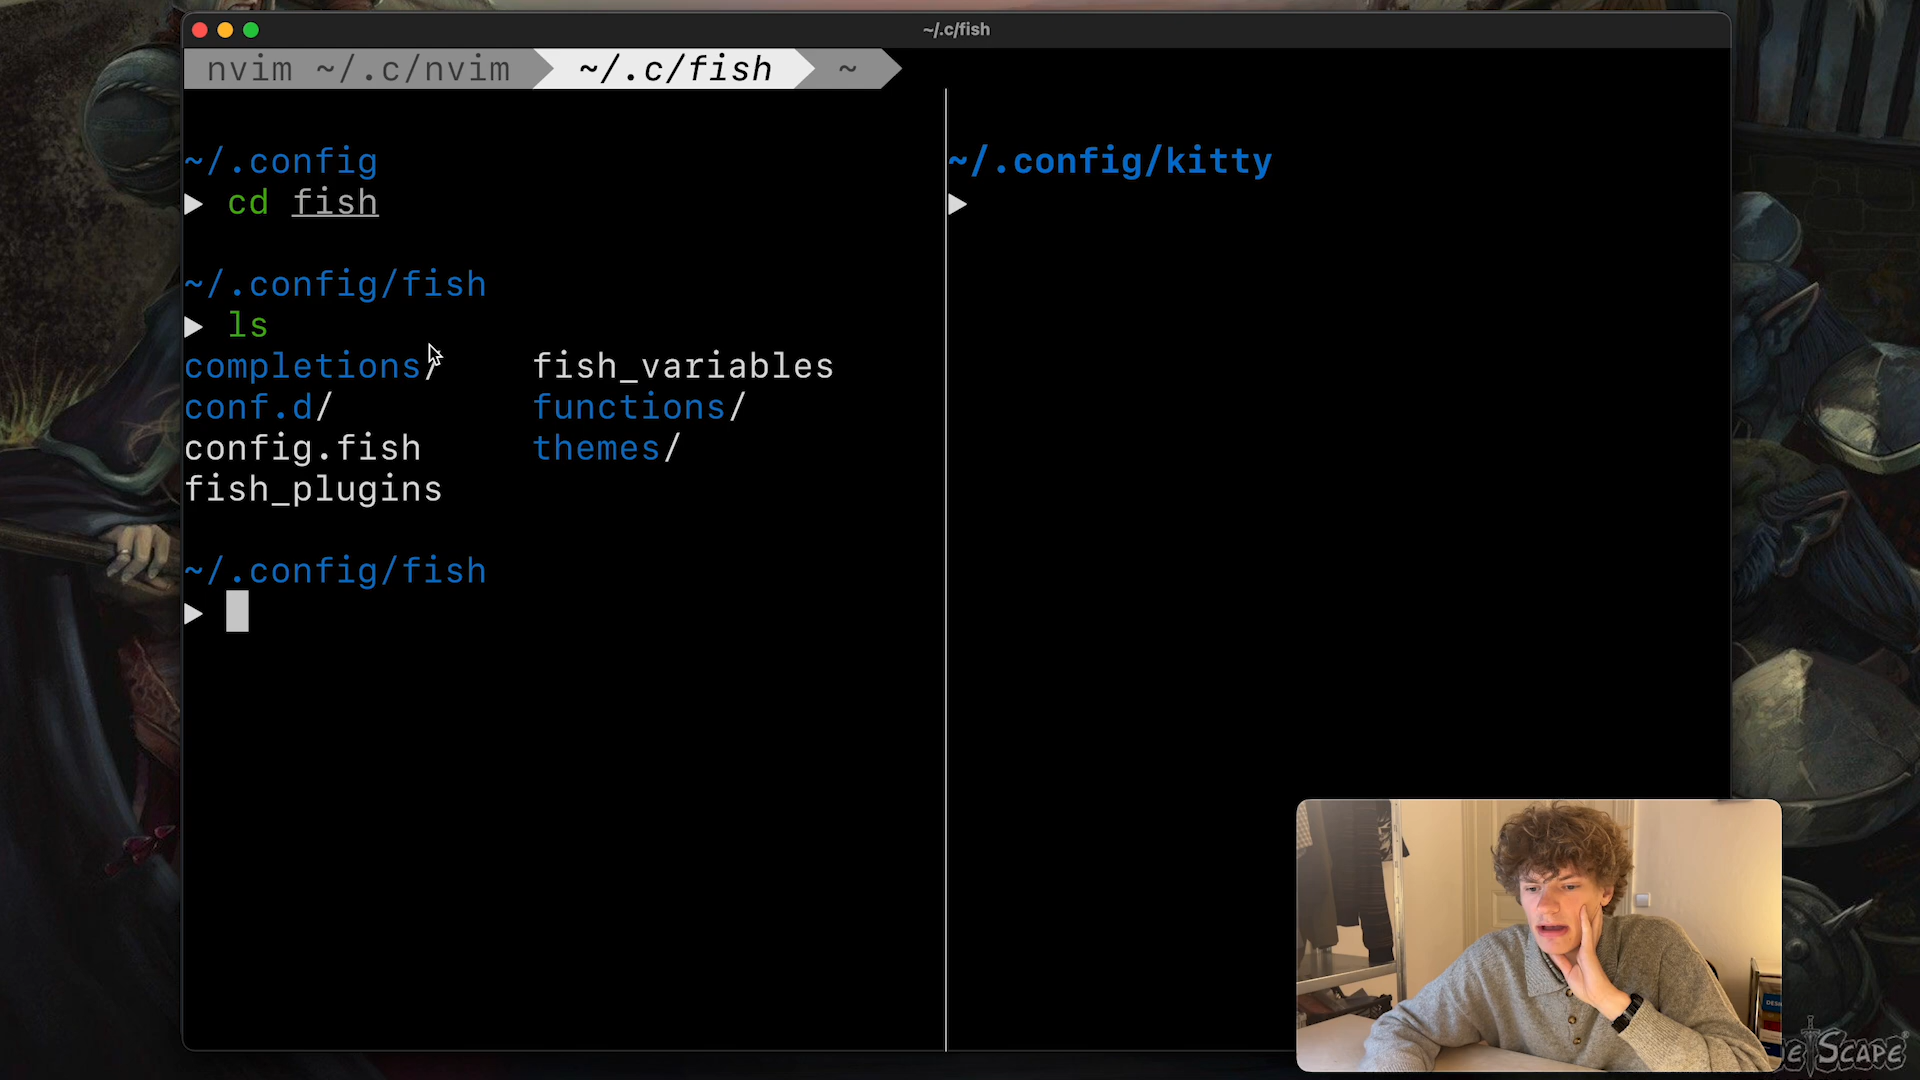 ~/.c/fish
nvim ~/.c/nvim ~/.c/fish ~
~/.config
▶ cd fish
~/.config/fish
▶ ls
completions/ fish_variables
conf.d/ functions/
config.fish themes/
fish_plugins
~/.config/fish
▶
~/.config/kitty
▶
SCAPE